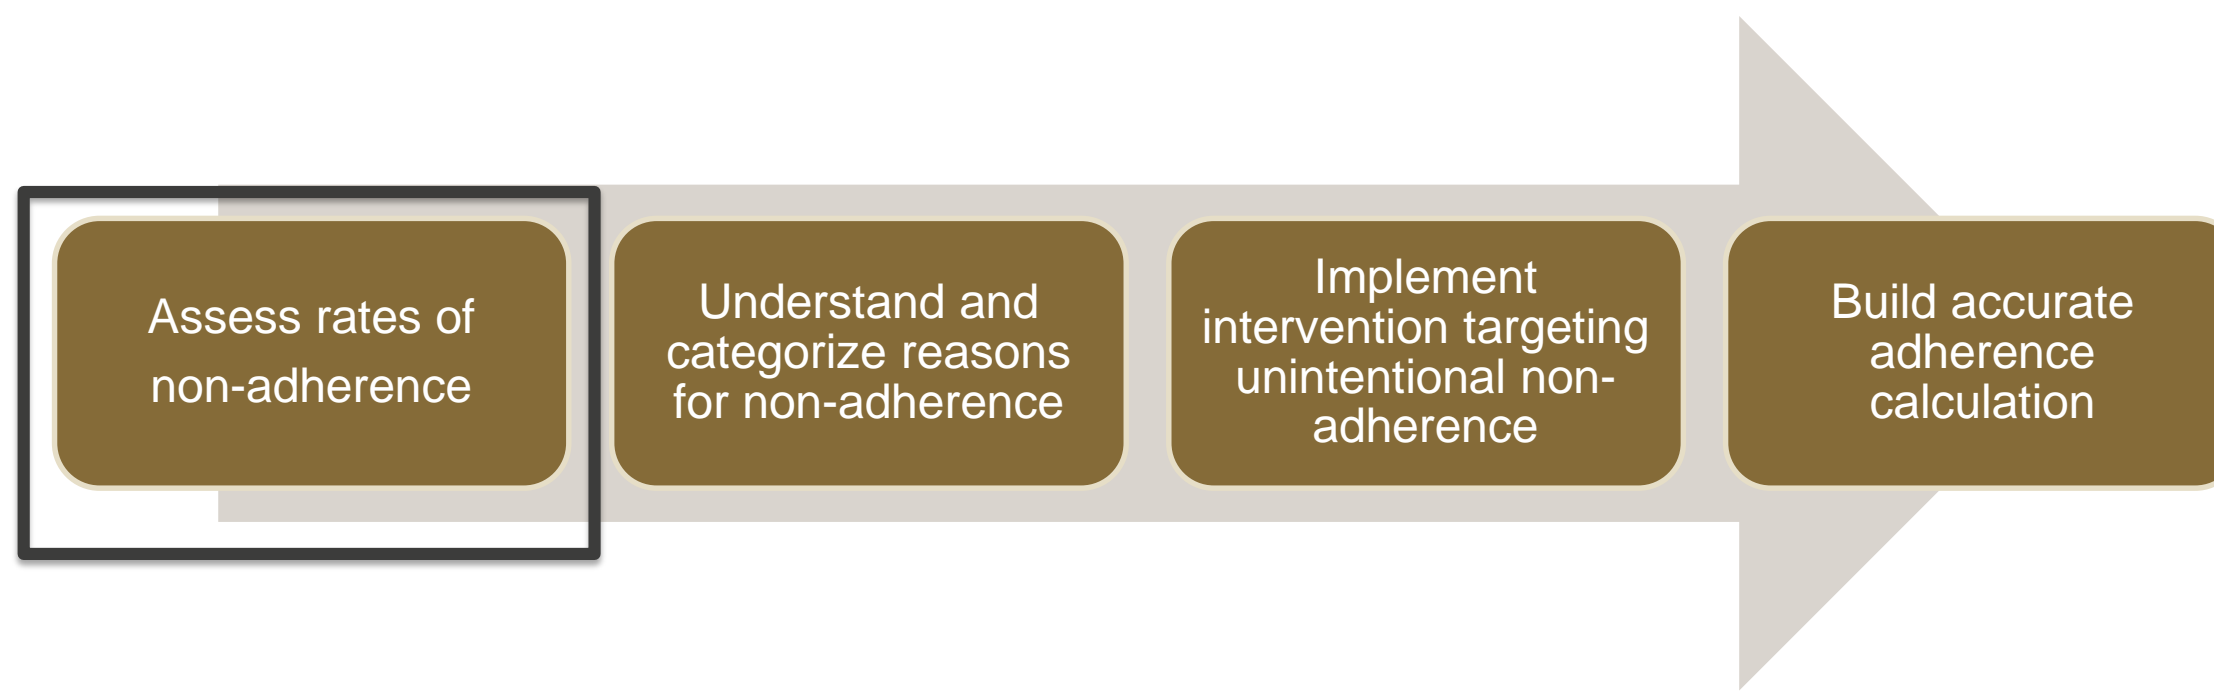 Assess rates of
non-adherence
Understand and
categorize reasons
for non-adherence
Implement
intervention targeting
unintentional non-
adherence
Build accurate
adherence
calculation